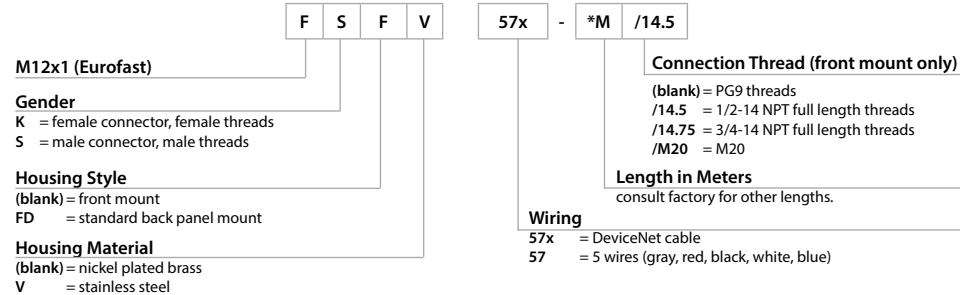 F S F V 57x - *M /14.5
M12x1 (Eurofast)
Gender
K = female connector, female threads
S = male connector, male threads
Housing Style
(blank) = front mount
FD = standard back panel mount
Housing Material
(blank) = nickel plated brass
V = stainless steel
Connection Thread (front mount only)
(blank) = PG9 threads
/14.5 = 1/2-14 NPT full length threads
/14.75 = 3/4-14 NPT full length threads
/M20 = M20
Length in Meters
consult factory for other lengths.
Wiring
57x = DeviceNet cable
57 = 5 wires (gray, red, black, white, blue)